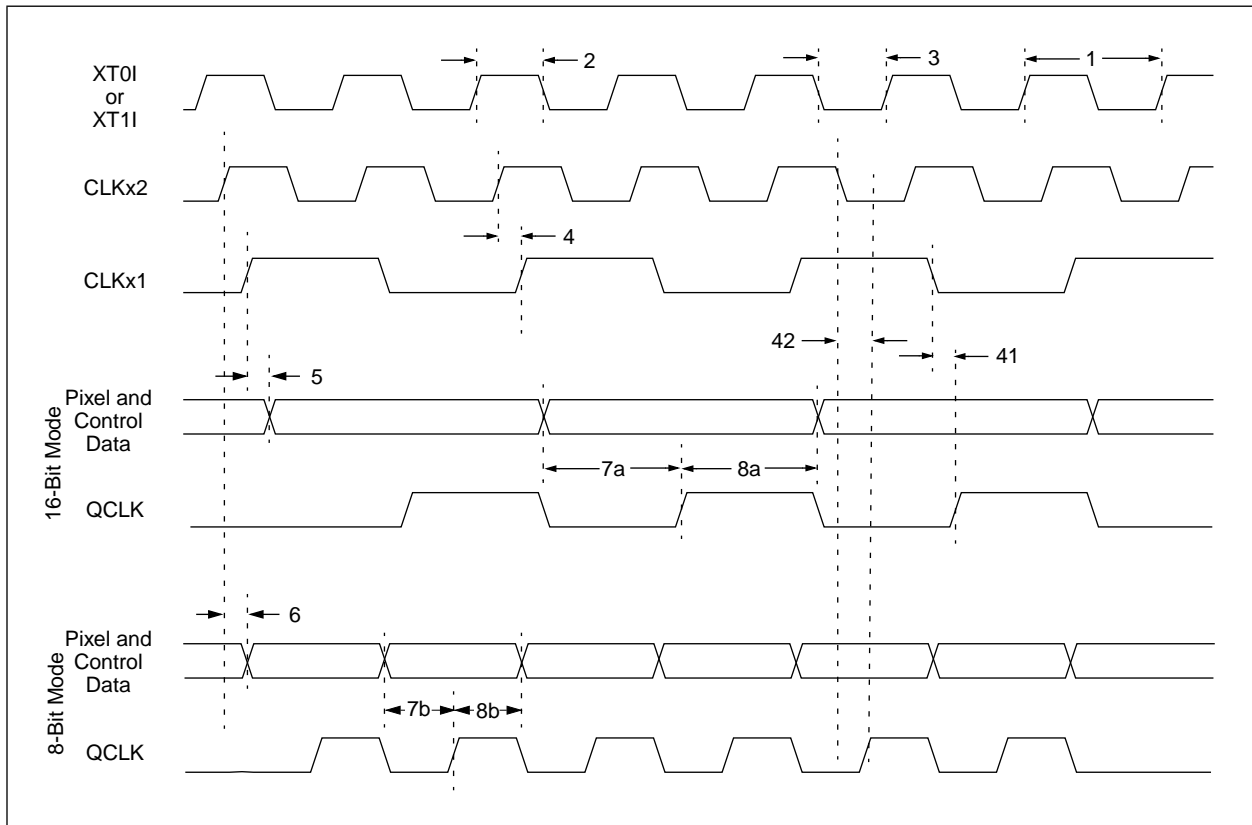 XT0I
or
XT1I
2
3
1
CLKx2
4
CLKx1
42
41
5
16-Bit Mode
Pixel and
Control
Data
7a
8a
QCLK
6
8-Bit Mode
Pixel and
Control
Data
7b
8b
QCLK